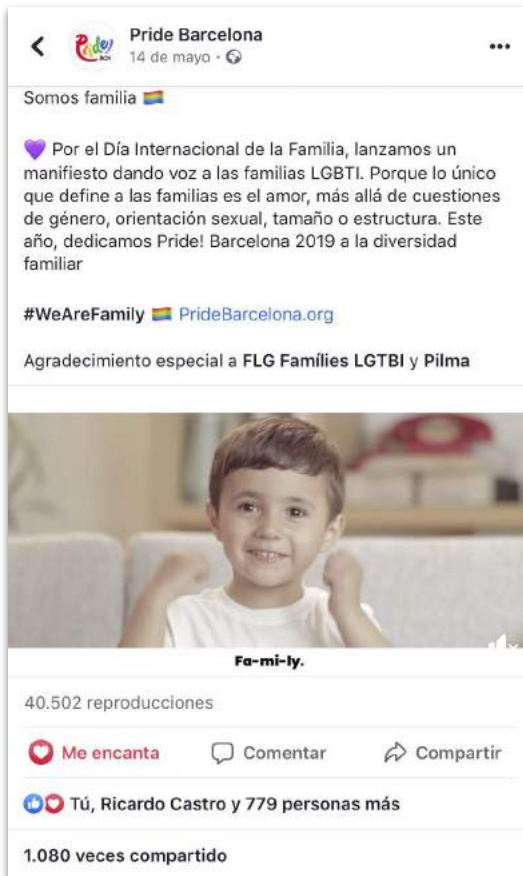 Pride BCN
Pride Barcelona
14 de mayo ·
Somos familia 🏳️‍🌈
💜 Por el Día Internacional de la Familia, lanzamos un
manifiesto dando voz a las familias LGBTI. Porque lo único
que define a las familias es el amor, más allá de cuestiones
de género, orientación sexual, tamaño o estructura. Este
año, dedicamos Pride! Barcelona 2019 a la diversidad
familiar
#WeAreFamily 🏳️‍🌈 PrideBarcelona.org
Agradecimiento especial a FLG Famílies LGTBI y Pilma
Fa-mi-ly.
40.502 reproducciones
Me encanta Comentar Compartir
Tú, Ricardo Castro y 779 personas más
1.080 veces compartido